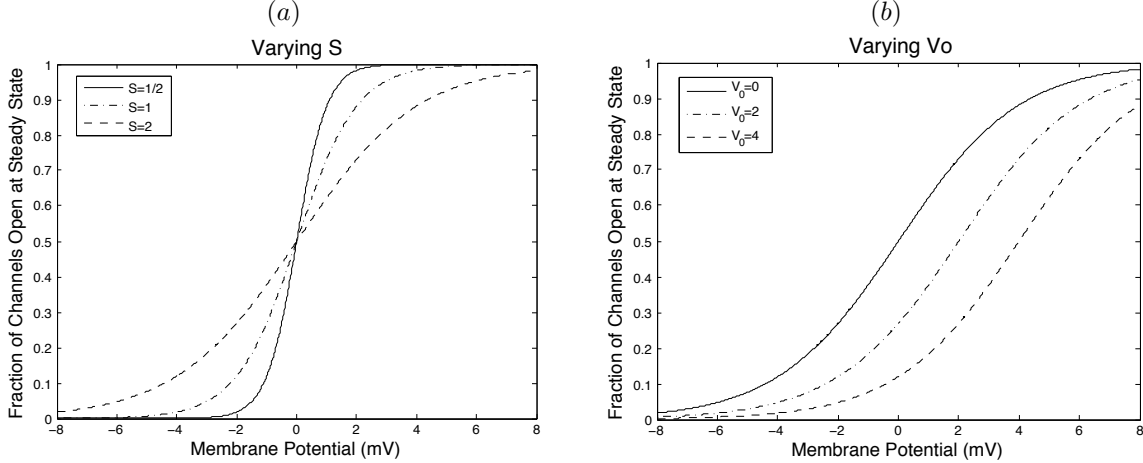 (a)
Varying S
S=1/2
S=1
S=2
1
0.9
0.8
0.7
0.6
0.5
0.4
0.3
0.2
0.1
0
Fraction of Channels Open at Steady State
−8 −6 −4 −2 0 2 4 6 8
Membrane Potential (mV)
(b)
Varying Vo
V0=0
V0=2
V0=4
1
0.9
0.8
0.7
0.6
0.5
0.4
0.3
0.2
0.1
0
Fraction of Channels Open at Steady State
−8 −6 −4 −2 0 2 4 6 8
Membrane Potential (mV)